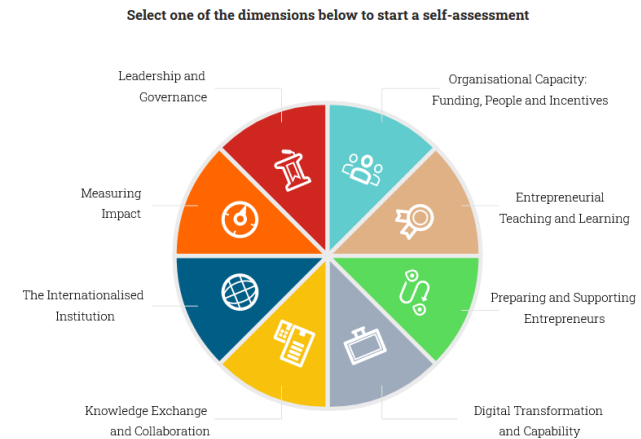 Select one of the dimensions below to start a self-assessment
Leadership and
Governance
Organisational Capacity:
Funding, People and Incentives
Measuring
Impact
Entrepreneurial
Teaching and Learning
The Internationalised
Institution
Preparing and Supporting
Entrepreneurs
Knowledge Exchange
and Collaboration
Digital Transformation
and Capability